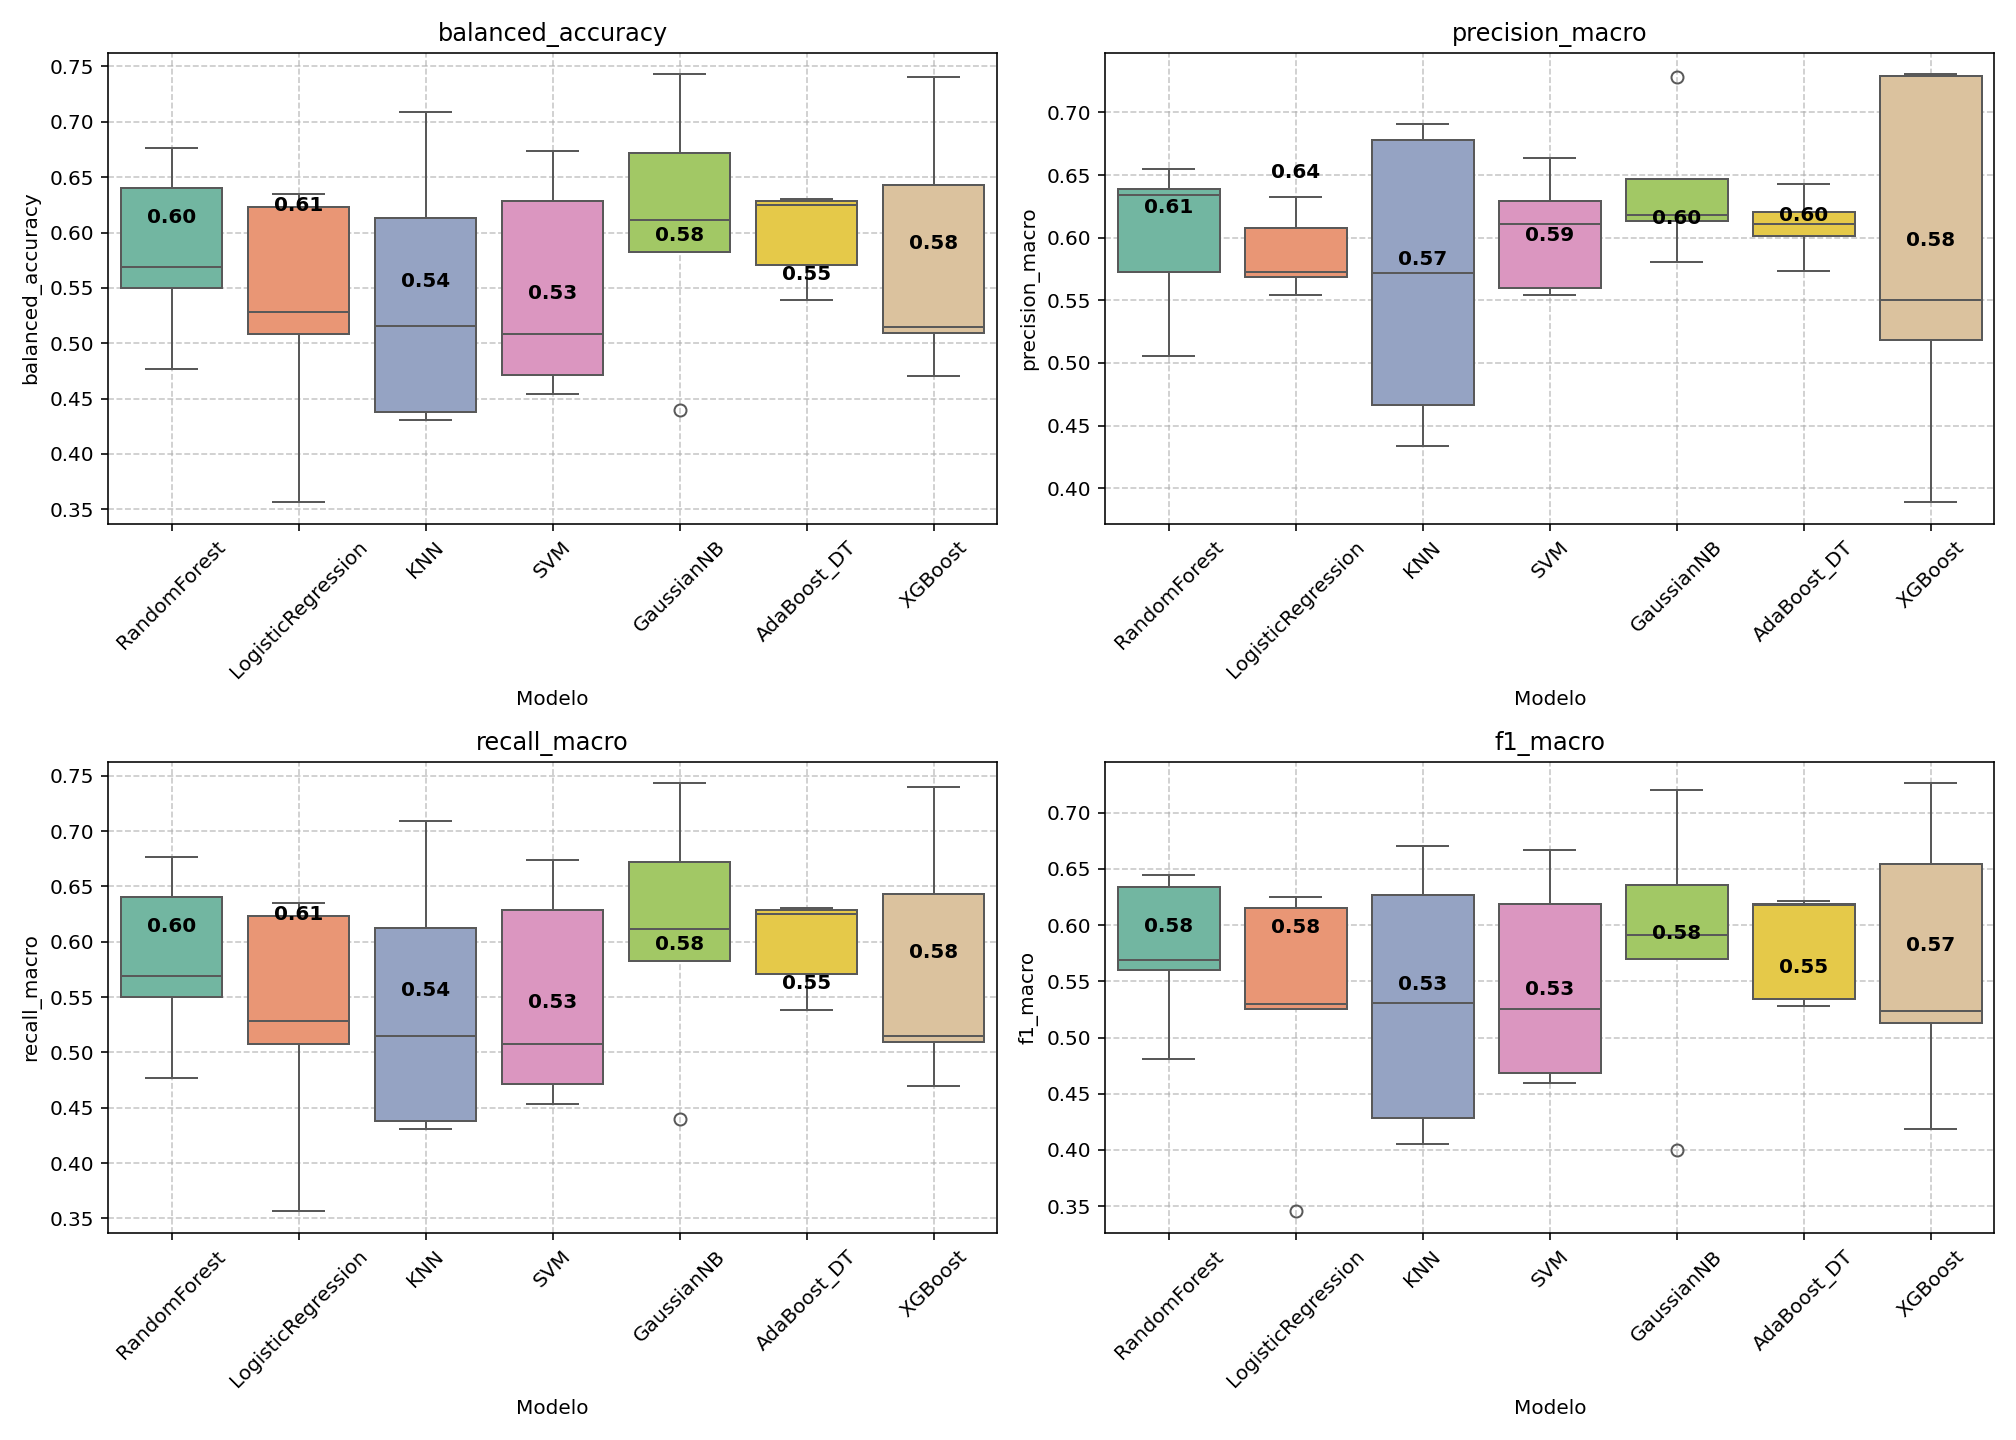 balanced_accuracy
balanced_accuracy
0.75
0.70
0.65
0.60
0.55
0.50
0.45
0.40
0.35
0.60
0.61
0.54
0.53
0.58
0.55
0.58
RandomForest
LogisticRegression
KNN
SVM
GaussianNB
AdaBoost_DT
XGBoost
Modelo
precision_macro
precision_macro
0.70
0.65
0.60
0.55
0.50
0.45
0.40
0.61
0.64
0.57
0.59
0.60
0.60
0.58
RandomForest
LogisticRegression
KNN
SVM
GaussianNB
AdaBoost_DT
XGBoost
Modelo
recall_macro
recall_macro
0.75
0.70
0.65
0.60
0.55
0.50
0.45
0.40
0.35
0.60
0.61
0.54
0.53
0.58
0.55
0.58
RandomForest
LogisticRegression
KNN
SVM
GaussianNB
AdaBoost_DT
XGBoost
Modelo
f1_macro
f1_macro
0.70
0.65
0.60
0.55
0.50
0.45
0.40
0.35
0.58
0.58
0.53
0.53
0.58
0.55
0.57
RandomForest
LogisticRegression
KNN
SVM
GaussianNB
AdaBoost_DT
XGBoost
Modelo